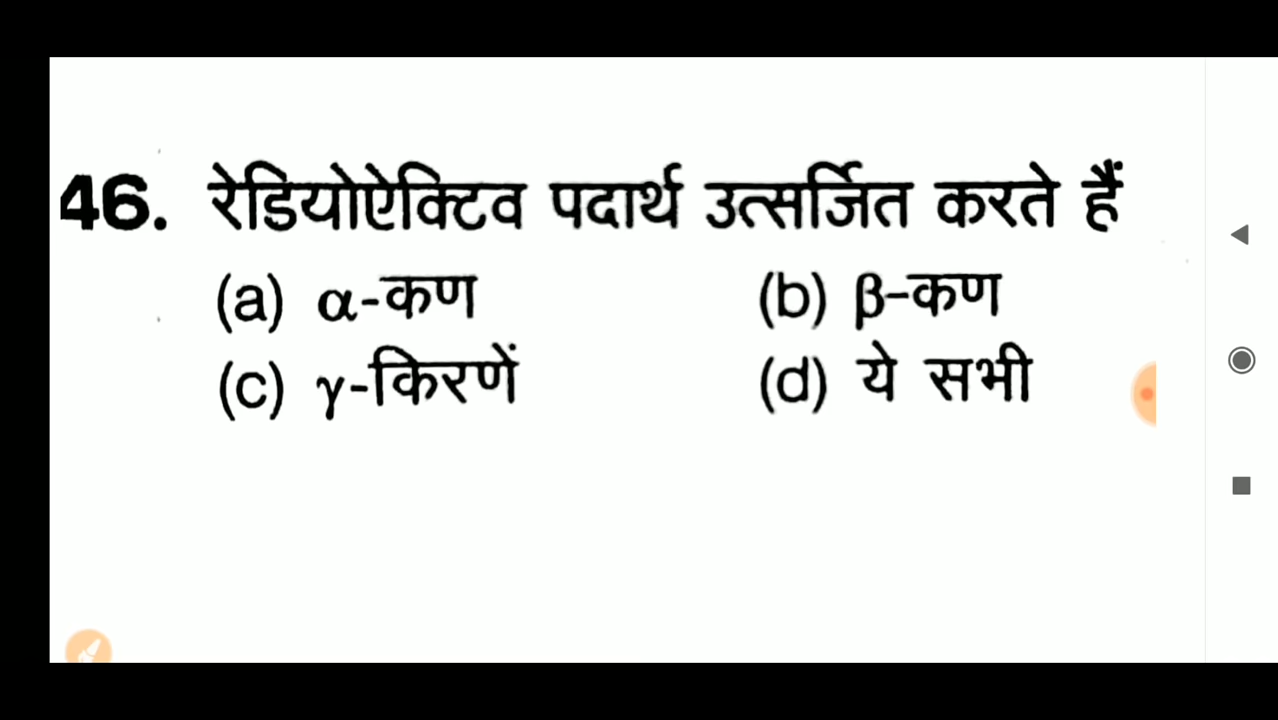 46. रेडियोऐक्टिव पदार्थ उत्सर्जित करते हैं
(a) α-कण (b) β-कण
(c) γ-किरणें (d) ये सभी